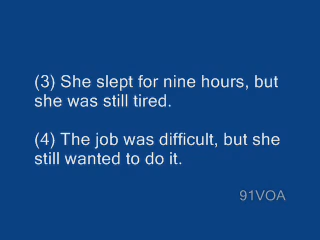 (3) She slept for nine hours, but
she was still tired.
(4) The job was difficult, but she
still wanted to do it.
91VOA